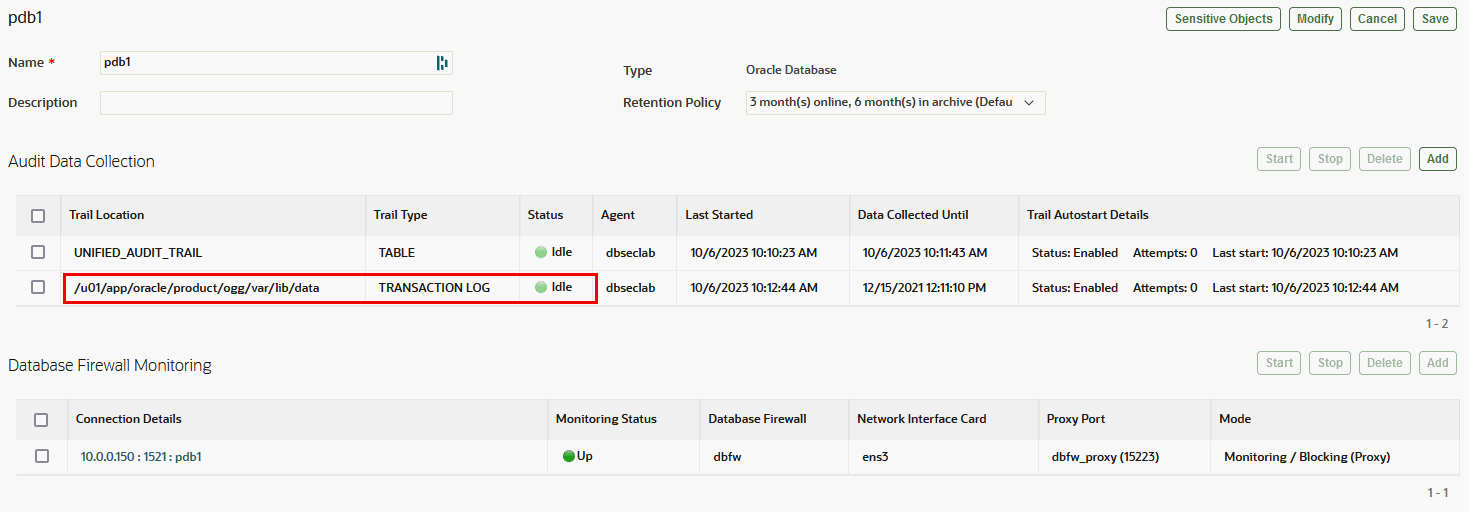 pdb1
Sensitive Objects Modify Cancel Save
Name * pdb1
Type Oracle Database
Description
Retention Policy 3 month(s) online, 6 month(s) in archive (Defau
Audit Data Collection
Start Stop Delete Add
Trail Location Trail Type Status Agent Last Started Data Collected Until Trail Autostart Details
UNIFIED_AUDIT_TRAIL TABLE Idle dbseclab 10/6/2023 10:10:23 AM 10/6/2023 10:11:43 AM Status: Enabled Attempts: 0 Last start: 10/6/2023 10:10:23 AM
/u01/app/oracle/product/ogg/var/lib/data TRANSACTION LOG Idle dbseclab 10/6/2023 10:12:44 AM 12/15/2021 12:11:10 PM Status: Enabled Attempts: 0 Last start: 10/6/2023 10:12:44 AM
1 - 2
Database Firewall Monitoring
Start Stop Delete Add
Connection Details Monitoring Status Database Firewall Network Interface Card Proxy Port Mode
10.0.0.150 : 1521 : pdb1 Up dbfw ens3 dbfw_proxy (15223) Monitoring / Blocking (Proxy)
1 - 1